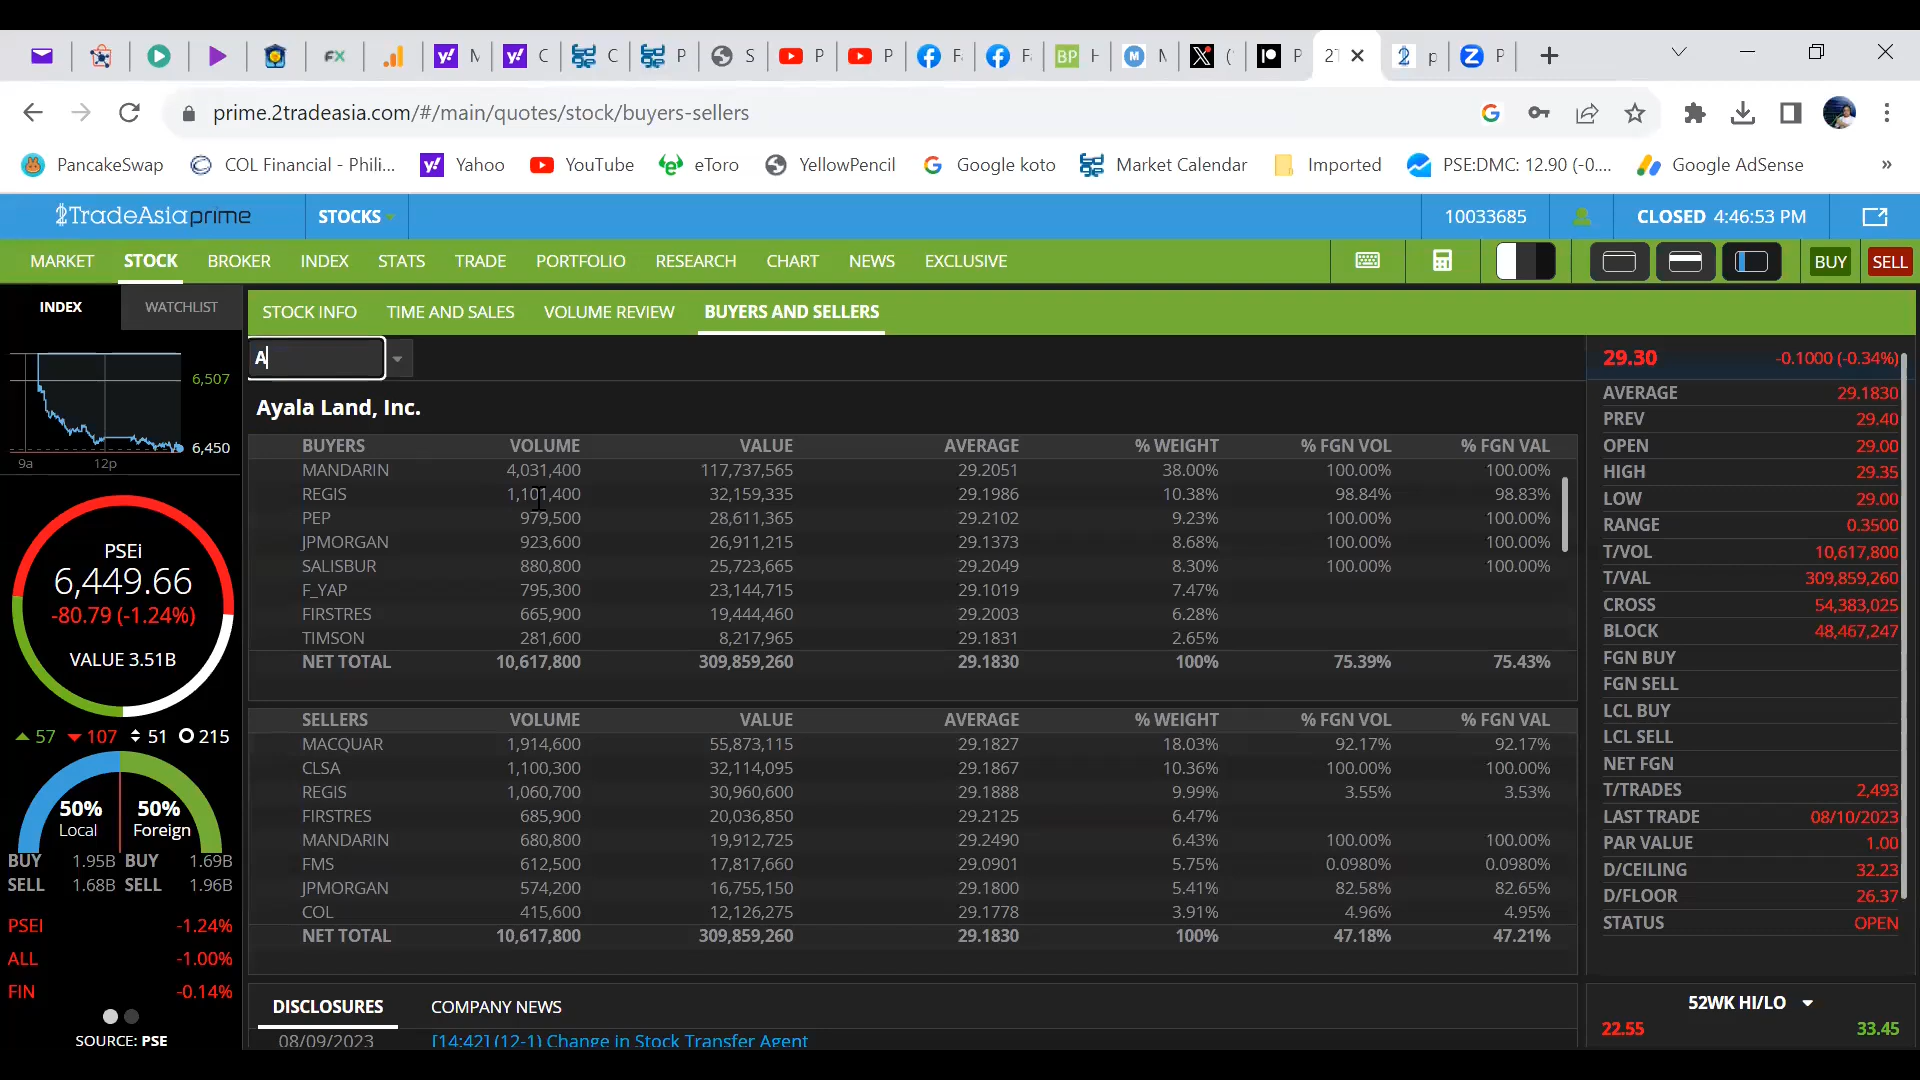 FX M C C P S P P F F BP H M M ( P 2T p P
prime.2tradeasia.com/#/main/quotes/stock/buyers-sellers
PancakeSwap COL Financial - Phili... Yahoo YouTube eToro YellowPencil Google koto Market Calendar Imported PSE:DMC: 12.90 (-0.... Google AdSense »
2TradeAsiaprime STOCKS 10033685 CLOSED 4:46:53 PM
MARKET STOCK BROKER INDEX STATS TRADE PORTFOLIO RESEARCH CHART NEWS EXCLUSIVE BUY SELL
INDEX WATCHLIST
STOCK INFO TIME AND SALES VOLUME REVIEW BUYERS AND SELLERS
A
6,507
6,450
9a 12p
PSEi
6,449.66
-80.79 (-1.24%)
VALUE 3.51B
57 107 51 215
50% Local 50% Foreign
BUY 1.95B BUY 1.69B
SELL 1.68B SELL 1.96B
PSEI -1.24%
ALL -1.00%
FIN -0.14%
SOURCE: PSE
Ayala Land, Inc.
BUYERS VOLUME VALUE AVERAGE % WEIGHT % FGN VOL % FGN VAL
MANDARIN 4,031,400 117,737,565 29.2051 38.00% 100.00% 100.00%
REGIS 1,101,400 32,159,335 29.1986 10.38% 98.84% 98.83%
PEP 979,500 28,611,365 29.2102 9.23% 100.00% 100.00%
JPMORGAN 923,600 26,911,215 29.1373 8.68% 100.00% 100.00%
SALISBUR 880,800 25,723,665 29.2049 8.30% 100.00% 100.00%
F_YAP 795,300 23,144,715 29.1019 7.47%
FIRSTRES 665,900 19,444,460 29.2003 6.28%
TIMSON 281,600 8,217,965 29.1831 2.65%
NET TOTAL 10,617,800 309,859,260 29.1830 100% 75.39% 75.43%
SELLERS VOLUME VALUE AVERAGE % WEIGHT % FGN VOL % FGN VAL
MACQUAR 1,914,600 55,873,115 29.1827 18.03% 92.17% 92.17%
CLSA 1,100,300 32,114,095 29.1867 10.36% 100.00% 100.00%
REGIS 1,060,700 30,960,600 29.1888 9.99% 3.55% 3.53%
FIRSTRES 685,900 20,036,850 29.2125 6.47%
MANDARIN 680,800 19,912,725 29.2490 6.43% 100.00% 100.00%
FMS 612,500 17,817,660 29.0901 5.75% 0.0980% 0.0980%
JPMORGAN 574,200 16,755,150 29.1800 5.41% 82.58% 82.65%
COL 415,600 12,126,275 29.1778 3.91% 4.96% 4.95%
NET TOTAL 10,617,800 309,859,260 29.1830 100% 47.18% 47.21%
DISCLOSURES COMPANY NEWS
08/09/2023 [14:42] (12-1) Change in Stock Transfer Agent
29.30 -0.1000 (-0.34%)
AVERAGE 29.1830
PREV 29.40
OPEN 29.00
HIGH 29.35
LOW 29.00
RANGE 0.3500
T/VOL 10,617,800
T/VAL 309,859,260
CROSS 54,383,025
BLOCK 48,467,247
FGN BUY
FGN SELL
LCL BUY
LCL SELL
NET FGN
T/TRADES 2,493
LAST TRADE 08/10/2023
PAR VALUE 1.00
D/CEILING 32.23
D/FLOOR 26.37
STATUS OPEN
52WK HI/LO
22.55 33.45